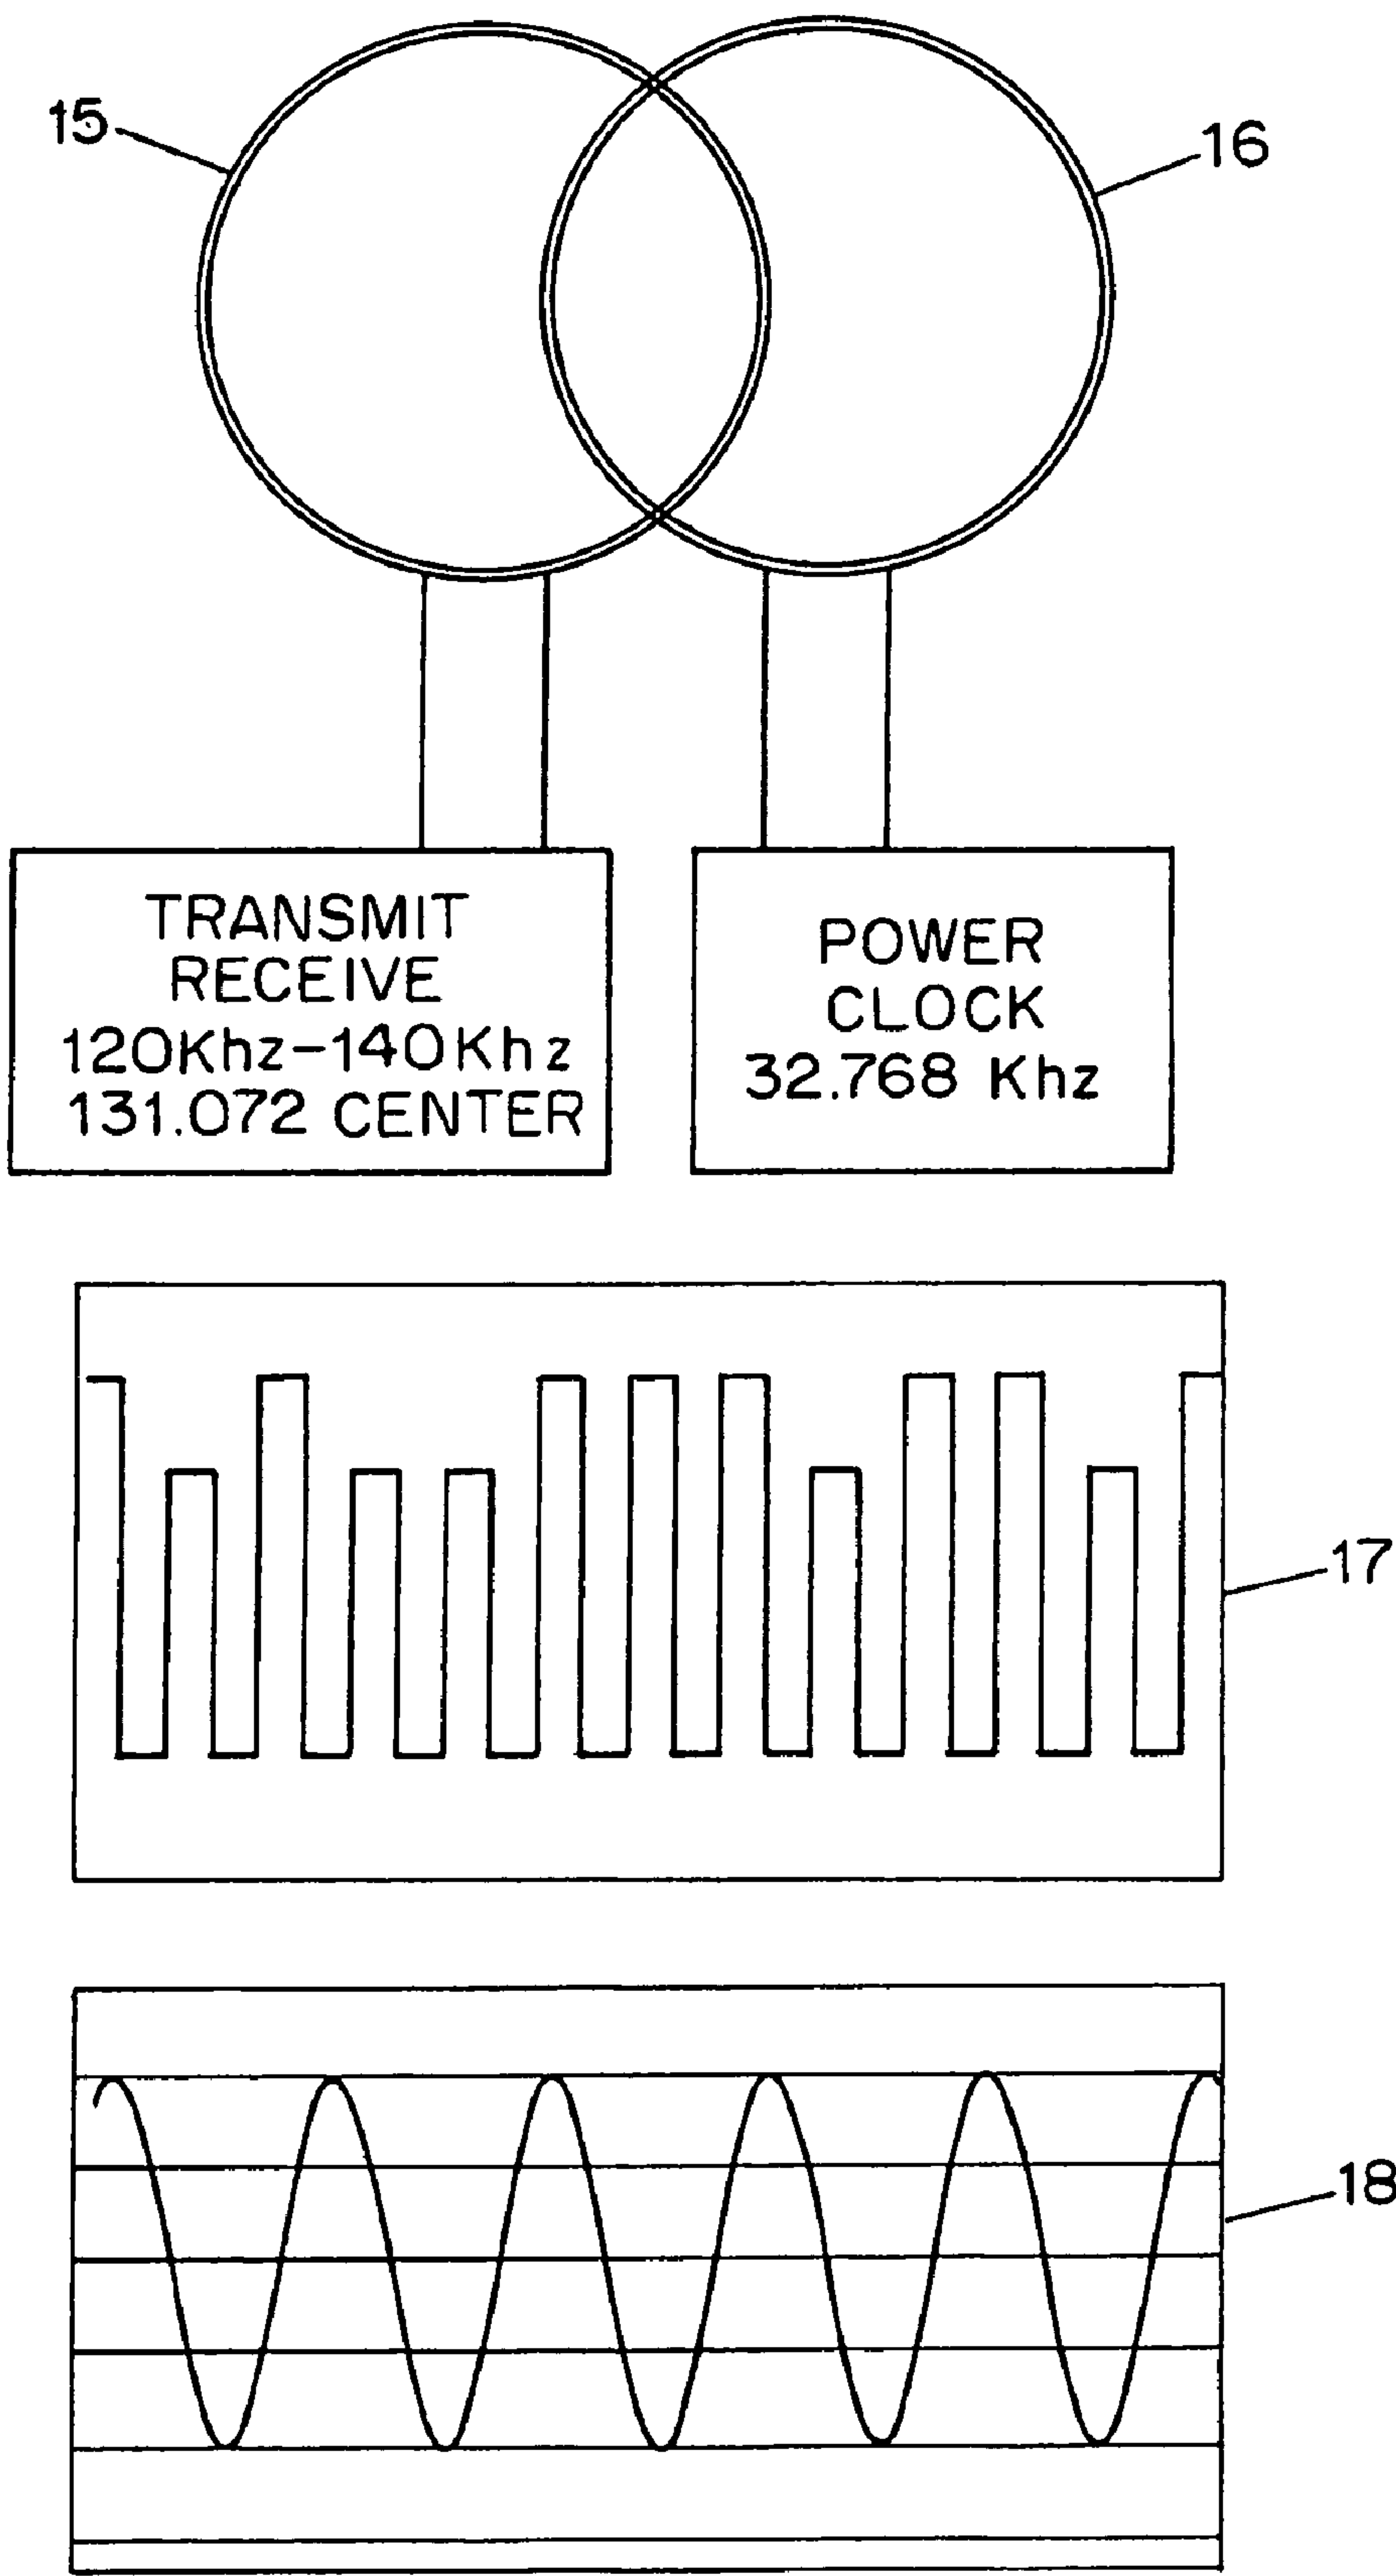 15
16
TRANSMIT
RECEIVE
120Khz-140Khz
131.072 CENTER
POWER
CLOCK
32.768 Khz
17
18